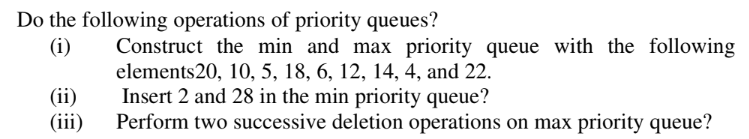 Do the following operations of priority queues?
(i) Construct the min and max priority queue with the following
elements20, 10, 5, 18, 6, 12, 14, 4, and 22.
(ii) Insert 2 and 28 in the min priority queue?
(iii) Perform two successive deletion operations on max priority queue?